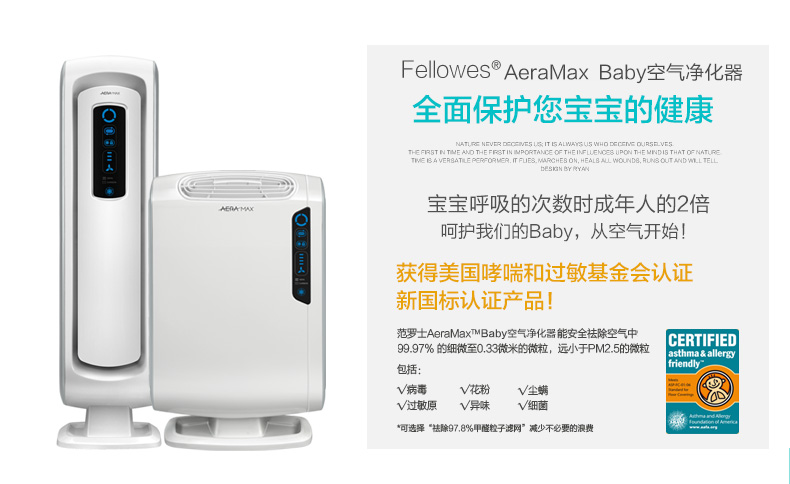 AERAMAX
AERAMAX
Fellowes® AeraMax Baby空气净化器
全面保护您宝宝的健康
NATURE NEVER DECEIVES US; IT IS ALWAYS US WHO DECEIVE OURSELVES.
THE FIRST IN TIME AND THE FIRST IN IMPORTANCE OF THE INFLUENCES UPON THE MIND IS THAT OF NATURE.
TIME IS A VERSATILE PERFORMER. IT FLIES, MARCHES ON, HEALS ALL WOUNDS, RUNS OUT AND WILL TELL.
DESIGN BY RYAN
宝宝呼吸的次数时成年人的2倍
呵护我们的Baby，从空气开始！
获得美国哮喘和过敏基金会认证
新国标认证产品！
范罗士AeraMax™Baby空气净化器能安全祛除空气中
99.97% 的细微至0.33微米的微粒，远小于PM2.5的微粒
包括：
√病毒 √花粉 √尘螨
√过敏原 √异味 √细菌
*可选择“祛除97.8%甲醛粒子滤网”减少不必要的浪费
CERTIFIED
asthma & allergy
friendly™
Asthma and Allergy
Foundation of America
www.aafa.org